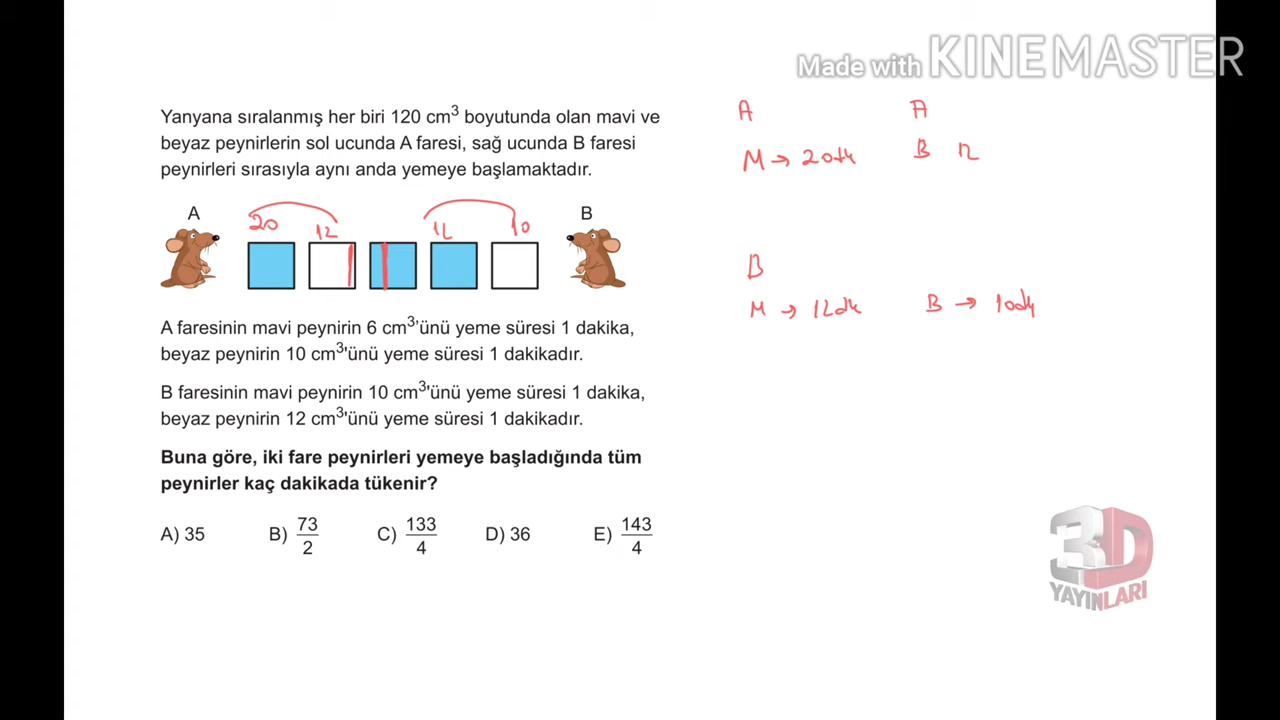 Made with KINEMASTER
Yanyana sıralanmış her biri 120 cm³ boyutunda olan mavi ve
beyaz peynirlerin sol ucunda A faresi, sağ ucunda B faresi
peynirleri sırasıyla aynı anda yemeye başlamaktadır.
A
B
20 12 12 10
A faresinin mavi peynirin 6 cm³'ünü yeme süresi 1 dakika,
beyaz peynirin 10 cm³'ünü yeme süresi 1 dakikadır.
B faresinin mavi peynirin 10 cm³'ünü yeme süresi 1 dakika,
beyaz peynirin 12 cm³'ünü yeme süresi 1 dakikadır.
Buna göre, iki fare peynirleri yemeye başladığında tüm
peynirler kaç dakikada tükenir?
A) 35 B) 73/2 C) 133/4 D) 36 E) 143/4
A A
M → 20dk B 12
B
M → 12dk B → 10dk
3D
YAYINLARI